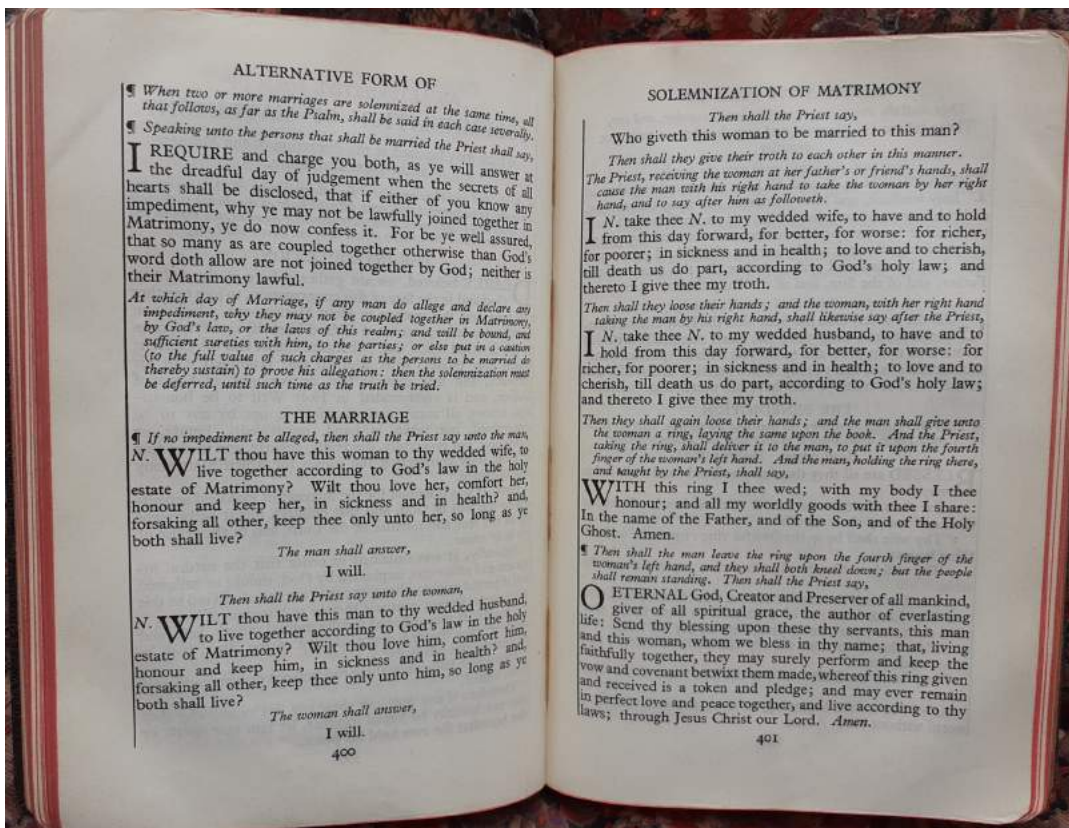 ALTERNATIVE FORM OF
¶ When two or more marriages are solemnized at the same time, all
that follows, as far as the Psalm, shall be said in each case severally.
¶ Speaking unto the persons that shall be married the Priest shall say,
I REQUIRE and charge you both, as ye will answer at
the dreadful day of judgement when the secrets of all
hearts shall be disclosed, that if either of you know any
impediment, why ye may not be lawfully joined together in
Matrimony, ye do now confess it. For be ye well assured,
that so many as are coupled together otherwise than God's
word doth allow are not joined together by God; neither is
their Matrimony lawful.
At which day of Marriage, if any man do allege and declare any
impediment, why they may not be coupled together in Matrimony,
by God's law, or the laws of this realm; and will be bound, and
sufficient sureties with him, to the parties; or else put in a caution
(to the full value of such charges as the persons to be married do
thereby sustain) to prove his allegation: then the solemnization must
be deferred, until such time as the truth be tried.
THE MARRIAGE
¶ If no impediment be alleged, then shall the Priest say unto the man,
N. WILT thou have this woman to thy wedded wife, to
live together according to God's law in the holy
estate of Matrimony? Wilt thou love her, comfort her,
honour and keep her, in sickness and in health? and,
forsaking all other, keep thee only unto her, so long as ye
both shall live?
The man shall answer,
I will.
Then shall the Priest say unto the woman,
N. WILT thou have this man to thy wedded husband,
to live together according to God's law in the holy
estate of Matrimony? Wilt thou love him, comfort him,
honour and keep him, in sickness and in health? and,
forsaking all other, keep thee only unto him, so long as ye
both shall live?
The woman shall answer,
I will.
400
SOLEMNIZATION OF MATRIMONY
Then shall the Priest say,
Who giveth this woman to be married to this man?
Then shall they give their troth to each other in this manner.
The Priest, receiving the woman at her father's or friend's hands, shall
cause the man with his right hand to take the woman by her right
hand, and to say after him as followeth.
I N. take thee N. to my wedded wife, to have and to hold
from this day forward, for better, for worse: for richer,
for poorer; in sickness and in health; to love and to cherish,
till death us do part, according to God's holy law; and
thereto I give thee my troth.
Then shall they loose their hands; and the woman, with her right hand
taking the man by his right hand, shall likewise say after the Priest,
I N. take thee N. to my wedded husband, to have and to
hold from this day forward, for better, for worse: for
richer, for poorer; in sickness and in health; to love and to
cherish, till death us do part, according to God's holy law;
and thereto I give thee my troth.
Then they shall again loose their hands; and the man shall give unto
the woman a ring, laying the same upon the book. And the Priest,
taking the ring, shall deliver it to the man, to put it upon the fourth
finger of the woman's left hand. And the man, holding the ring there,
and taught by the Priest, shall say,
WITH this ring I thee wed; with my body I thee
honour; and all my worldly goods with thee I share:
In the name of the Father, and of the Son, and of the Holy
Ghost. Amen.
¶ Then shall the man leave the ring upon the fourth finger of the
woman's left hand, and they shall both kneel down; but the people
shall remain standing. Then shall the Priest say,
O ETERNAL God, Creator and Preserver of all mankind,
giver of all spiritual grace, the author of everlasting
life: Send thy blessing upon these thy servants, this man
and this woman, whom we bless in thy name; that, living
faithfully together, they may surely perform and keep the
vow and covenant betwixt them made, whereof this ring given
and received is a token and pledge; and may ever remain
in perfect love and peace together, and live according to thy
laws; through Jesus Christ our Lord. Amen.
401